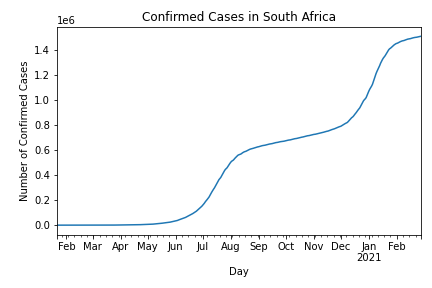 Confirmed Cases in South Africa
1e6
Number of Confirmed Cases
1.4
1.2
1.0
0.8
0.6
0.4
0.2
0.0
Feb Mar Apr May Jun Jul Aug Sep Oct Nov Dec Jan Feb
2021
Day